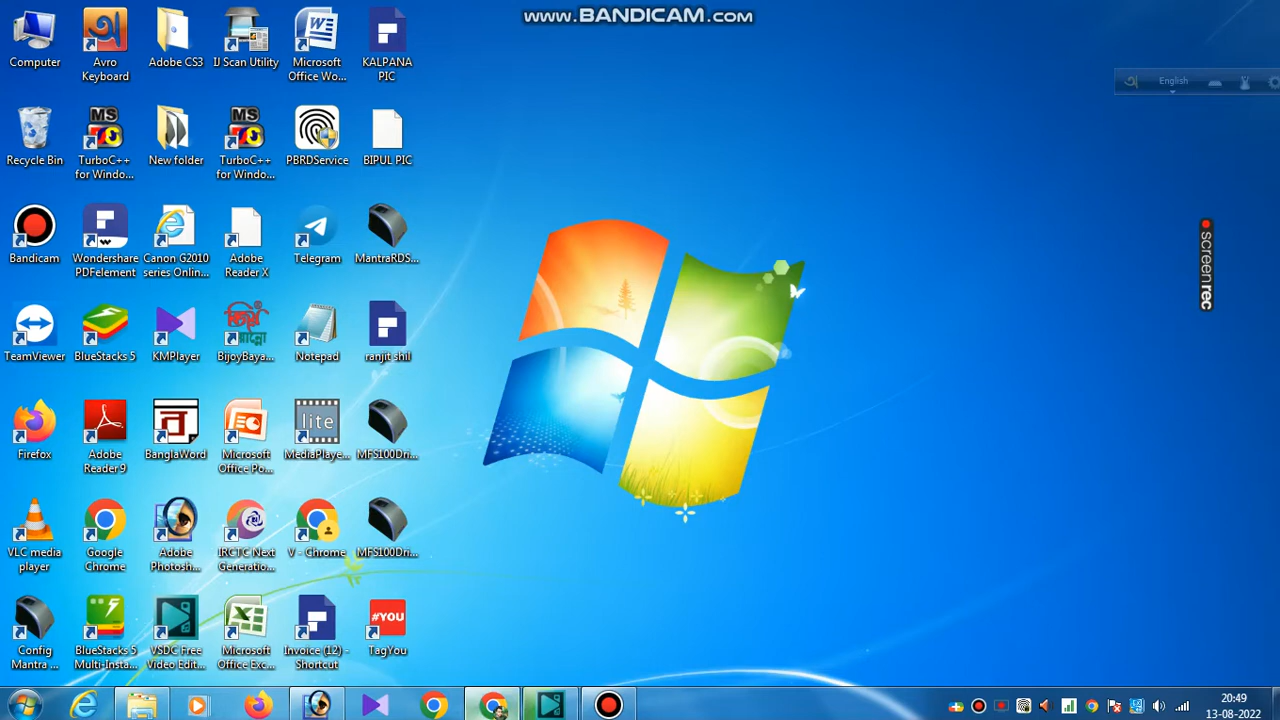 www.BANDICAM.com
Computer
Avro
Keyboard
Adobe CS3
IJ Scan Utility
Microsoft
Office Wo...
KALPANA
PIC
English
Recycle Bin
MS
TurboC++
for Windo...
New folder
MS
TurboC++
for Windo...
PBRDService
BIPUL PIC
Bandicam
Wondershare
PDFelement
Canon G2010
series Onlin...
Adobe
Reader X
Telegram
MantraRDS...
screenrec
TeamViewer
BlueStacks 5
KMPlayer
BijoyBaya...
Notepad
ranjit shil
Firefox
Adobe
Reader 9
BanglaWord
Microsoft
Office Po...
lite
MediaPlaye...
MFS100Dri...
VLC media
player
Google
Chrome
Adobe
Photosh...
IRCTC Next
Generatio...
V - Chrome
MFS100Dri...
Config
Mantra ...
BlueStacks 5
Multi-Insta...
VSDC Free
Video Edit...
Microsoft
Office Exc...
Invoice (12) -
Shortcut
#YOU
TagYou
20:49
13-08-2022